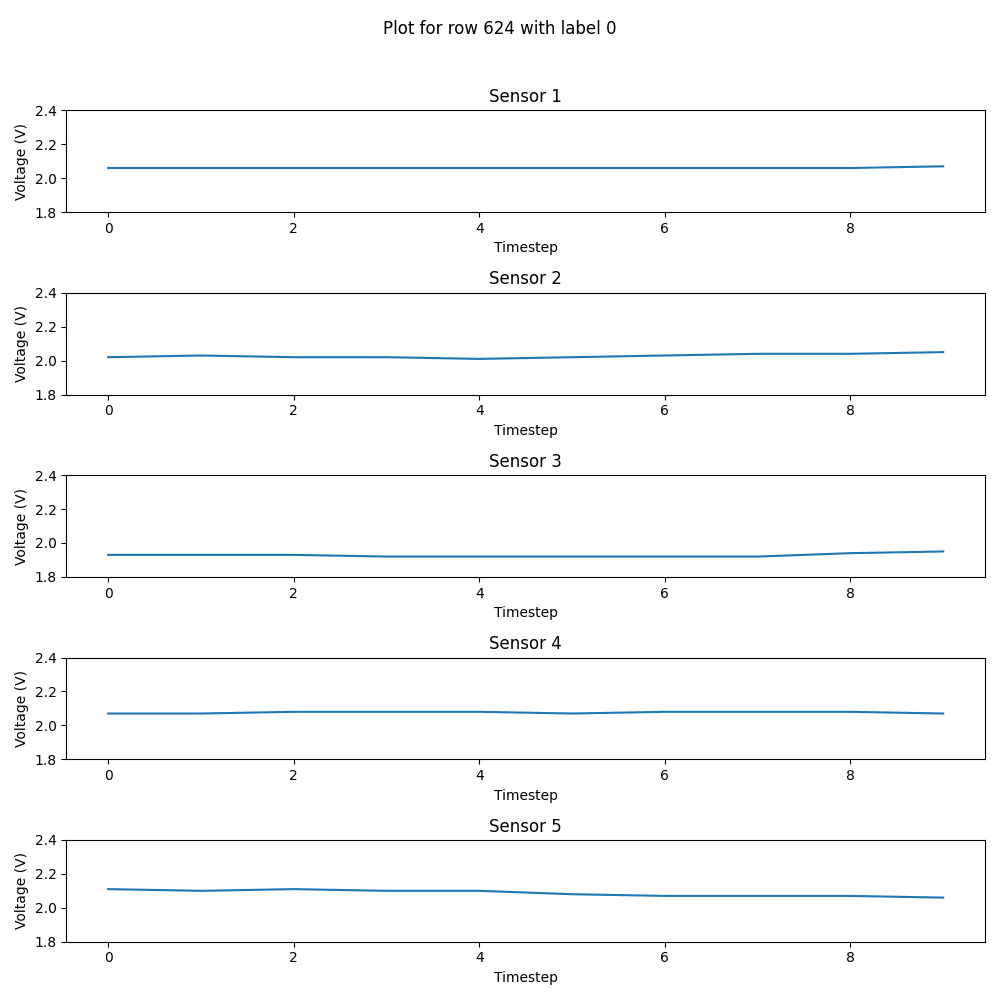 Plot for row 624 with label 0
Sensor 1
Voltage (V)
2.4
2.2
2.0
1.8
0 2 4 6 8
Timestep
Sensor 2
Voltage (V)
2.4
2.2
2.0
1.8
0 2 4 6 8
Timestep
Sensor 3
Voltage (V)
2.4
2.2
2.0
1.8
0 2 4 6 8
Timestep
Sensor 4
Voltage (V)
2.4
2.2
2.0
1.8
0 2 4 6 8
Timestep
Sensor 5
Voltage (V)
2.4
2.2
2.0
1.8
0 2 4 6 8
Timestep